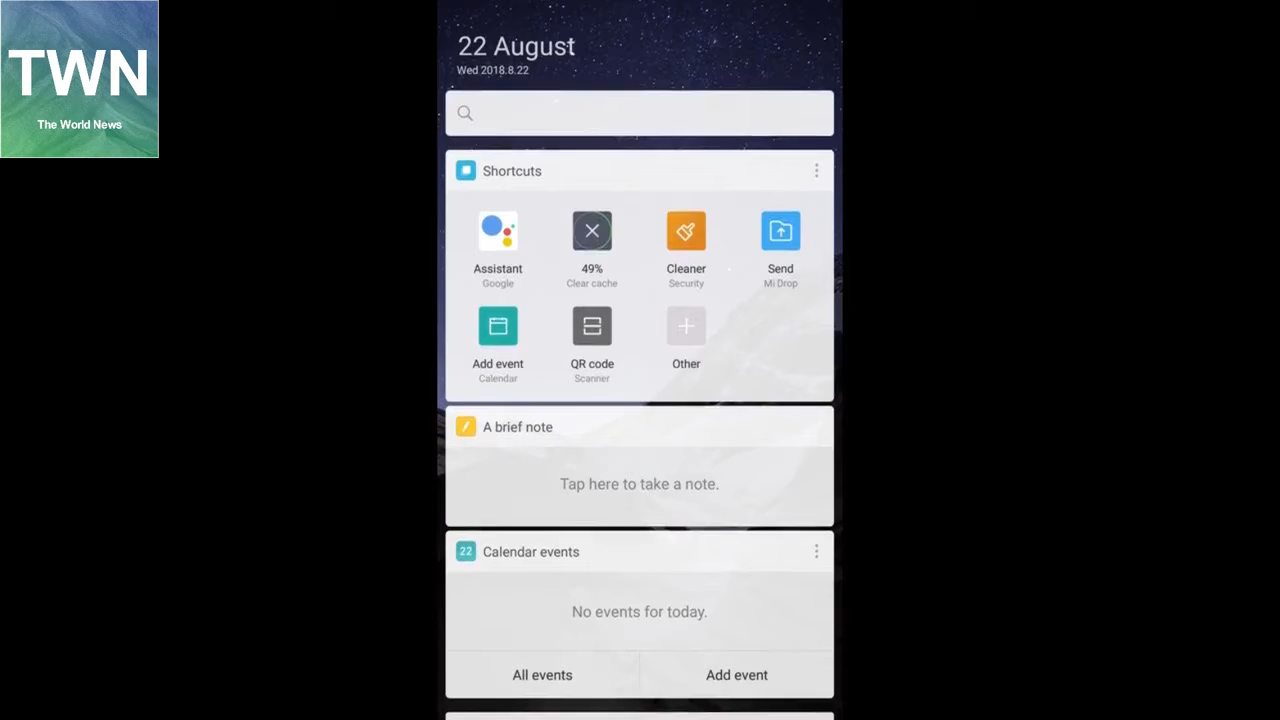 TWN
The World News
22 August
Wed 2018.8.22
Shortcuts
Assistant
Google
49%
Clear cache
Cleaner
Security
Send
Mi Drop
Add event
Calendar
QR code
Scanner
Other
A brief note
Tap here to take a note.
22
Calendar events
No events for today.
All events
Add event